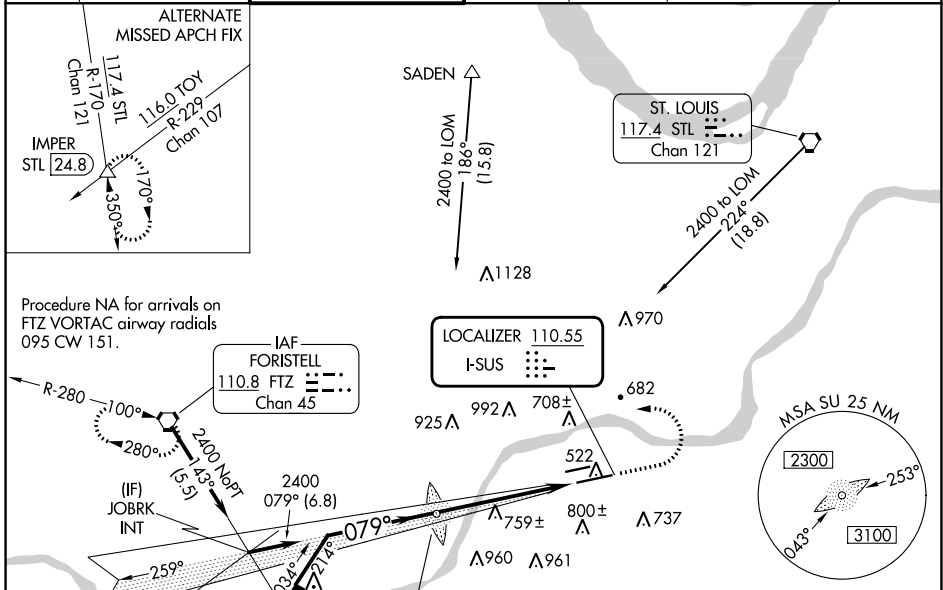 ALTERNATE
MISSED APCH FIX
117.4 STL
R-170
Chan 121
116.0 TOY
R-229
Chan 107
IMPER
STL 24.8
170°
350°
SADEN
2400 to LOM
186°
(15.8)
ST. LOUIS
117.4 STL
Chan 121
2400 to LOM
224°
(18.8)
1128
970
Procedure NA for arrivals on
FTZ VORTAC airway radials
095 CW 151.
IAF
FORISTELL
110.8 FTZ
Chan 45
LOCALIZER 110.55
I-SUS
R-280
100°
280°
2400 NoPT
143°
(5.5)
925
992
708±
682
522
MSA SU 25 NM
2300
253°
043°
3100
(IF)
JOBRK
INT
2400
079° (6.8)
079°
759±
800±
737
259°
034°
214°
960
961